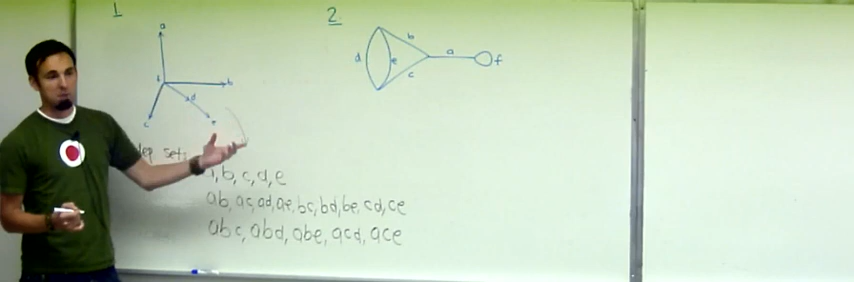 1
2.
a
b
c
d
e
f
b
d
e
a
f
c
dep sets
a, b, c, d, e
ab, ac, ad, ae, bc, bd, be, cd, ce
abc, abd, abe, acd, ace